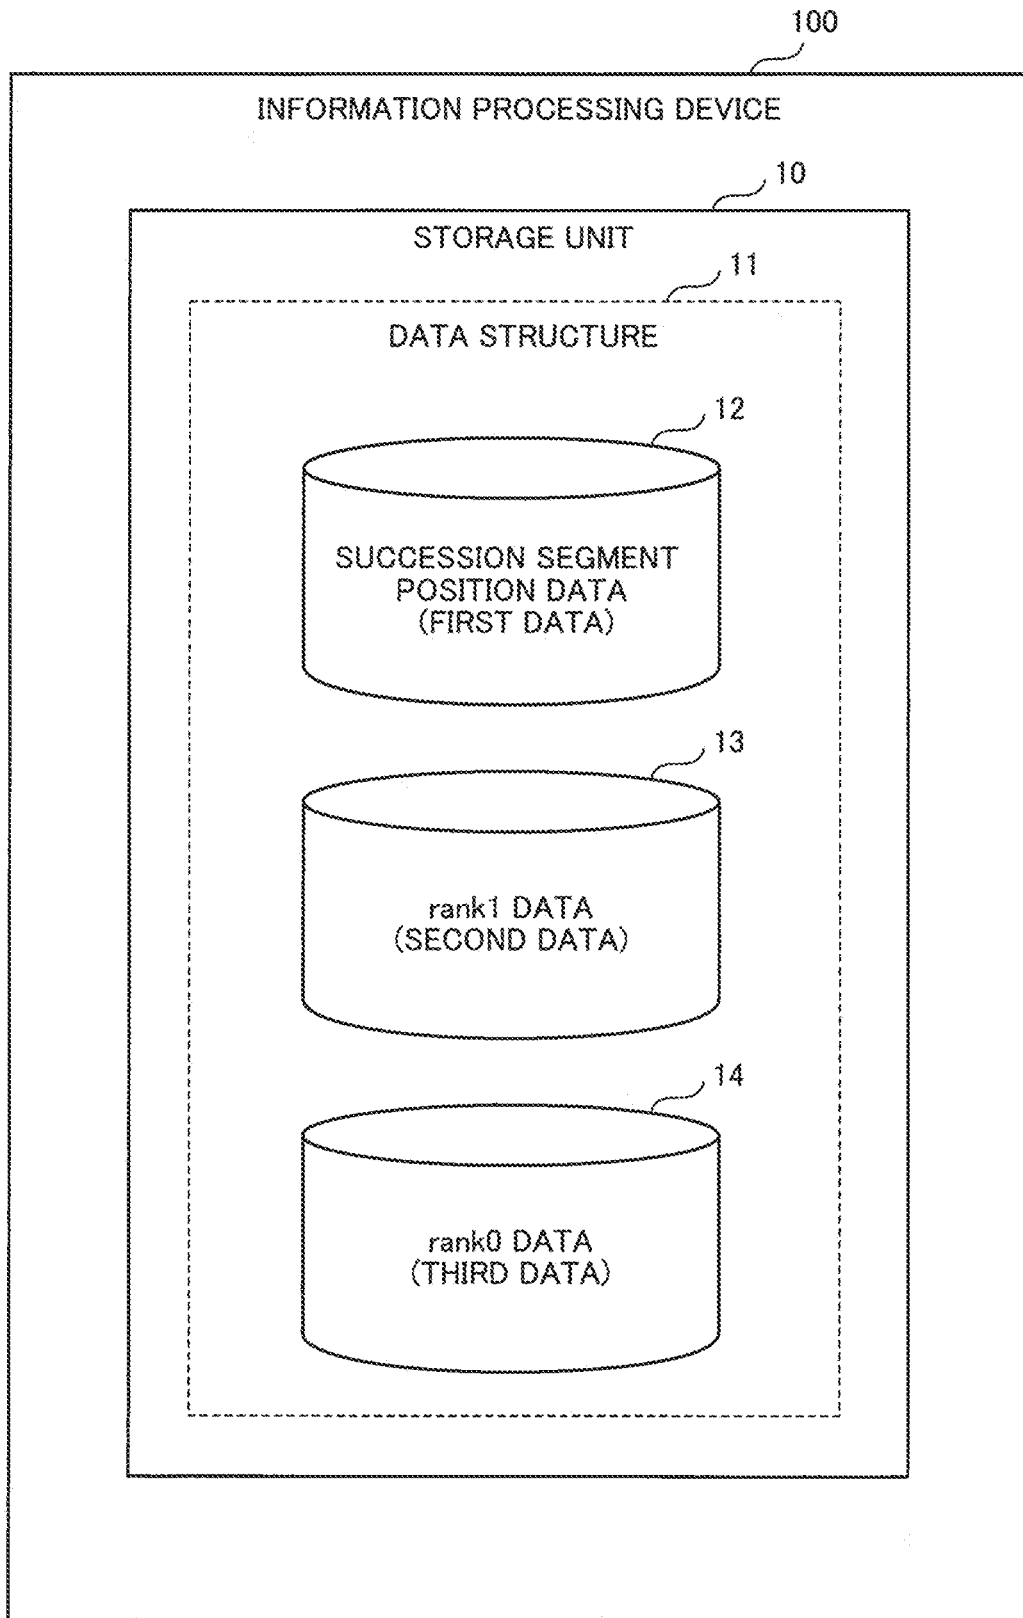 100
INFORMATION PROCESSING DEVICE
10
STORAGE UNIT
11
DATA STRUCTURE
12
SUCCESSION SEGMENT
POSITION DATA
(FIRST DATA)
13
rank1 DATA
(SECOND DATA)
14
rank0 DATA
(THIRD DATA)